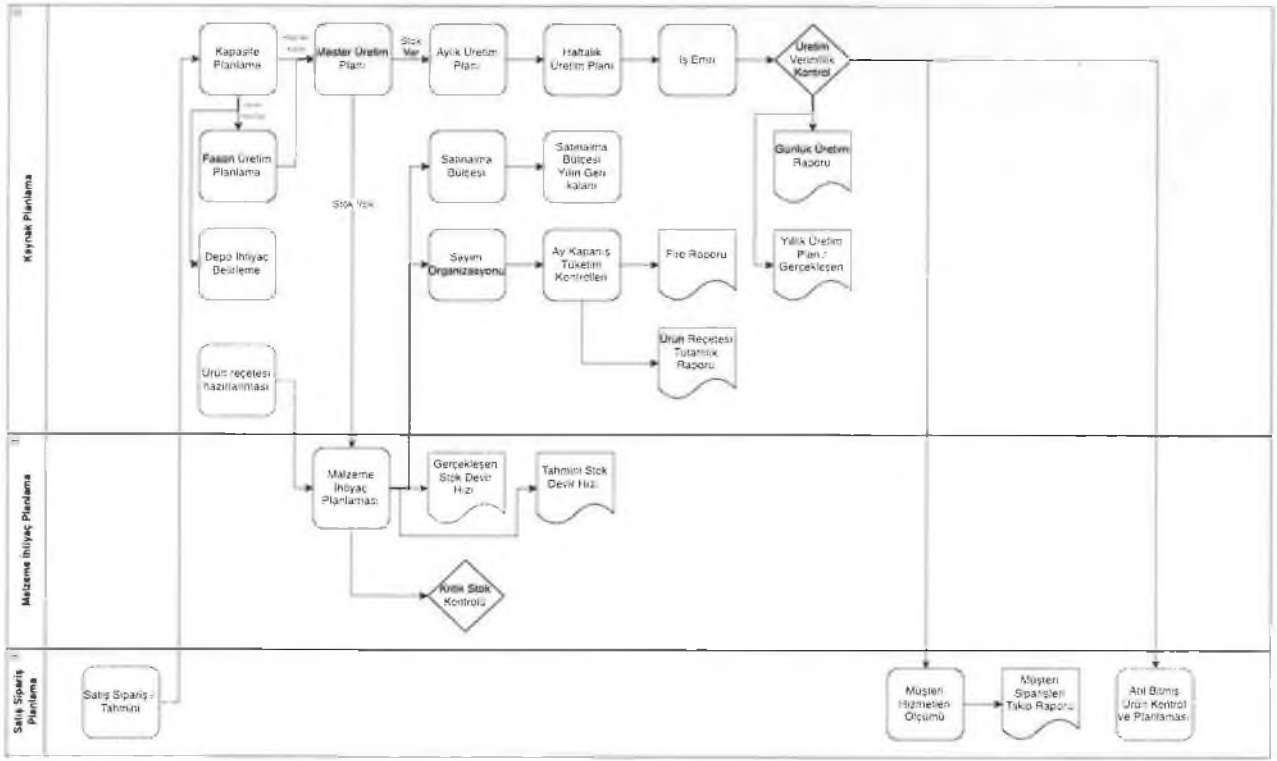 Kaynak Planlama
Kapasite
Planlama
Master Üretim
Planı
Stok
Var
Aylık Üretim
Planı
Haftalık
Üretim Planı
İş Emri
Üretim
Verimlilik
Kontrol
Fason Üretim
Planlama
Satınalma
Bütçesi
Satınalma
Bütçesi
Yılın Geri
kalanı
Günlük Üretim
Raporu
Stok Yok
Depo İhtiyaç
Belirleme
Sayım
Organizasyonu
Ay Kapanış
Tüketim
Kontrolleri
Fire Raporu
Yıllık Üretim
Planı /
Gerçekleşen
Ürün reçetesi
hazırlanması
Ürün Reçetesi
Tutarlılık
Raporu
Malzeme İhtiyaç Planlama
Malzeme
İhtiyaç
Planlaması
Gerçekleşen
Stok Devir
Hızı
Tahmini Stok
Devir Hızı
Kritik Stok
Kontrolü
Satış Sipariş
Planlama
Satış Sipariş
Tahmini
Müşteri
Hizmetleri
Ölçümü
Müşteri
Siparişleri
Takip Raporu
Atıl Bitmiş
Ürün Kontrol
ve Planlaması